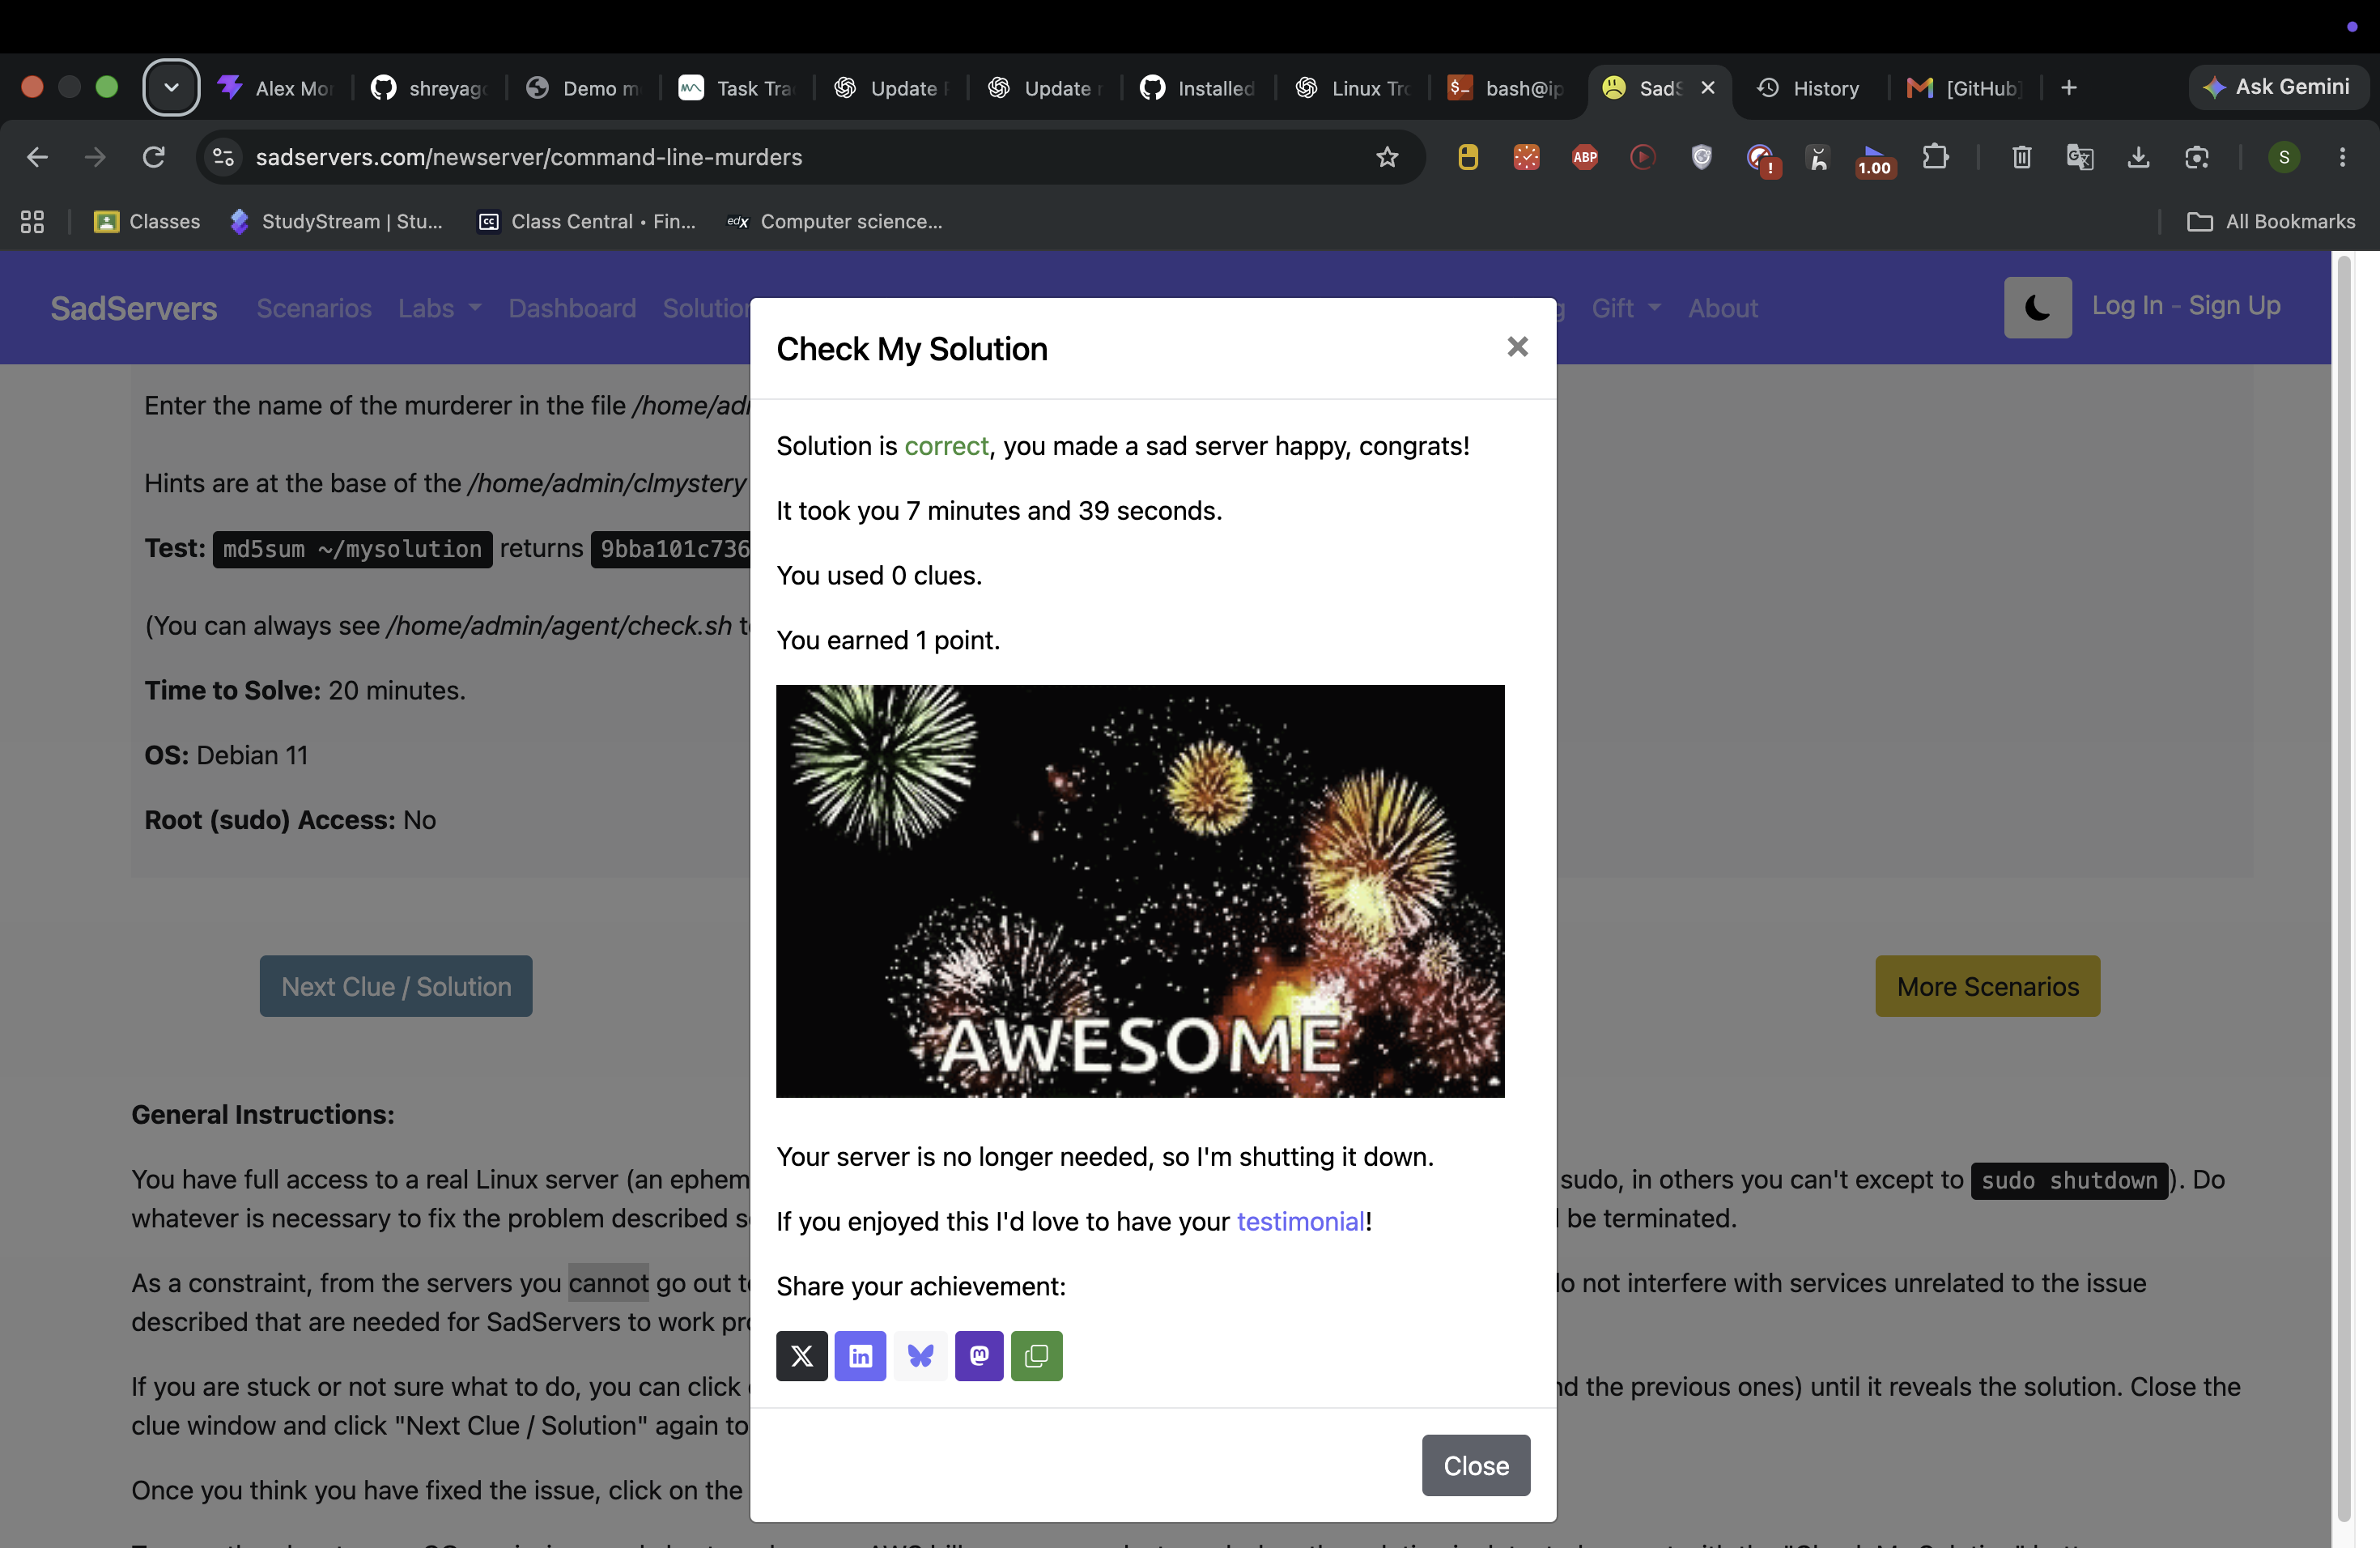 Alex Mor
shreyag
Demo m
Task Tra
Update
Update
Installed
Linux Tr
bash@ip
Sad
History
[GitHub]
Ask Gemini
sadservers.com/newserver/command-line-murders
ABP
1.00
S
Classes
StudyStream | Stu...
Class Central • Fin...
edX Computer science...
All Bookmarks
SadServers
Scenarios
Labs
Dashboard
Solution
Gift
About
Log In - Sign Up
Enter the name of the murderer in the file /home/adm
Hints are at the base of the /home/admin/clmystery
Test: md5sum ~/mysolution returns 9bba101c736
(You can always see /home/admin/agent/check.sh to
Time to Solve: 20 minutes.
OS: Debian 11
Root (sudo) Access: No
Next Clue / Solution
More Scenarios
General Instructions:
You have full access to a real Linux server (an ephem
sudo, in others you can't except to sudo shutdown). Do
whatever is necessary to fix the problem described s
be terminated.
As a constraint, from the servers you cannot go out to
do not interfere with services unrelated to the issue
described that are needed for SadServers to work pro
If you are stuck or not sure what to do, you can click
nd the previous ones) until it reveals the solution. Close the
clue window and click "Next Clue / Solution" again to
Once you think you have fixed the issue, click on the
Check My Solution
Solution is correct, you made a sad server happy, congrats!
It took you 7 minutes and 39 seconds.
You used 0 clues.
You earned 1 point.
AWESOME
Your server is no longer needed, so I'm shutting it down.
If you enjoyed this I'd love to have your testimonial!
Share your achievement:
Close